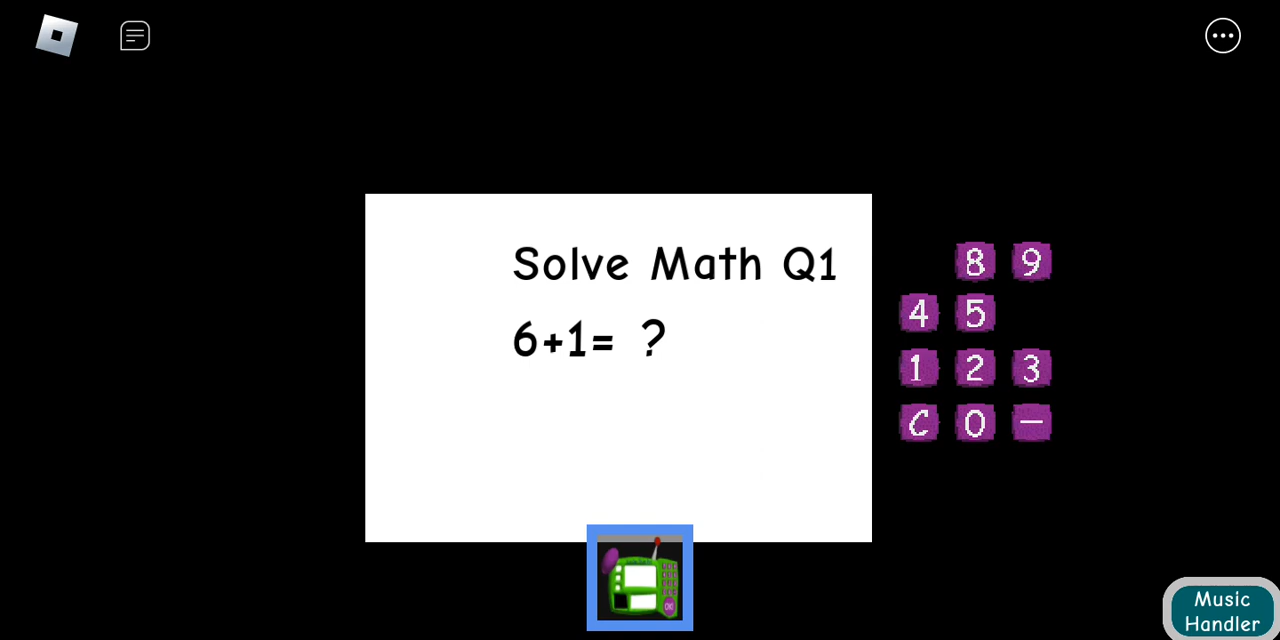 Solve Math Q1
6+1= ?
8 9
4 5
1 2 3
C 0 −
Music
Handler